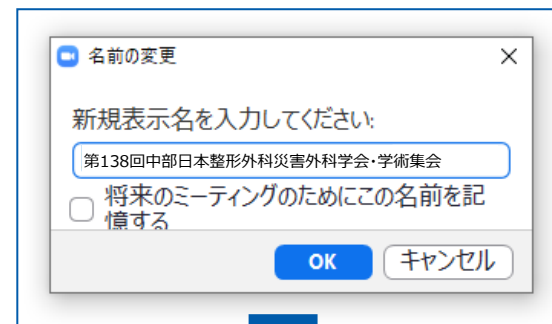 名前の変更
新規表示名を入力してください:
第138回中部日本整形外科災害外科学会・学術集会
将来のミーティングのためにこの名前を記
憶する
OK
キャンセル